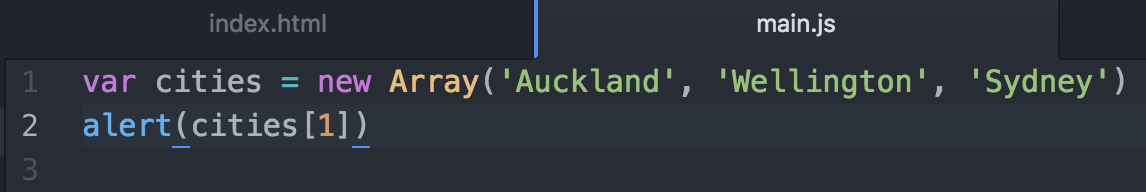 index.html main.js
1 var cities = new Array('Auckland', 'Wellington', 'Sydney')
2 alert(cities[1])
3